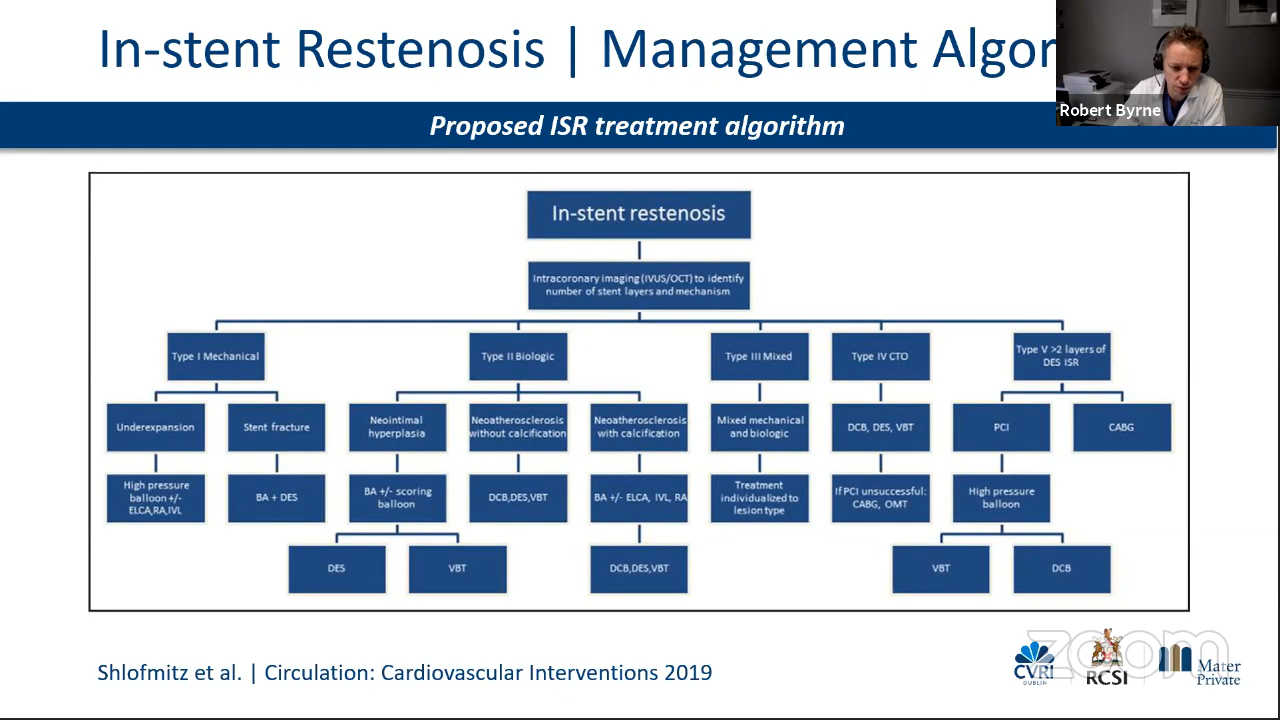 In-stent Restenosis | Management Algor
Robert Byrne
Proposed ISR treatment algorithm
In-stent restenosis
Intracoronary imaging (IVUS/OCT) to identify
number of stent layers and mechanism
Type I Mechanical
Type II Biologic
Type III Mixed
Type IV CTO
Type V >2 layers of
DES ISR
Underexpansion
Stent fracture
Neointimal
hyperplasia
Neoatherosclerosis
without calcification
Neoatherosclerosis
with calcification
Mixed mechanical
and biologic
DCB, DES, VBT
PCI
CABG
High pressure
balloon +/-
ELCA,RA,IVL
BA + DES
BA +/- scoring
balloon
DCB,DES,VBT
BA +/- ELCA, IVL, RA
Treatment
individualized to
lesion type
If PCI unsuccessful:
CABG, OMT
High pressure
balloon
DES
VBT
DCB,DES,VBT
VBT
DCB
Shlofmitz et al. | Circulation: Cardiovascular Interventions 2019
zoom
CVRI
DUBLIN
RCSI
Mater
Private